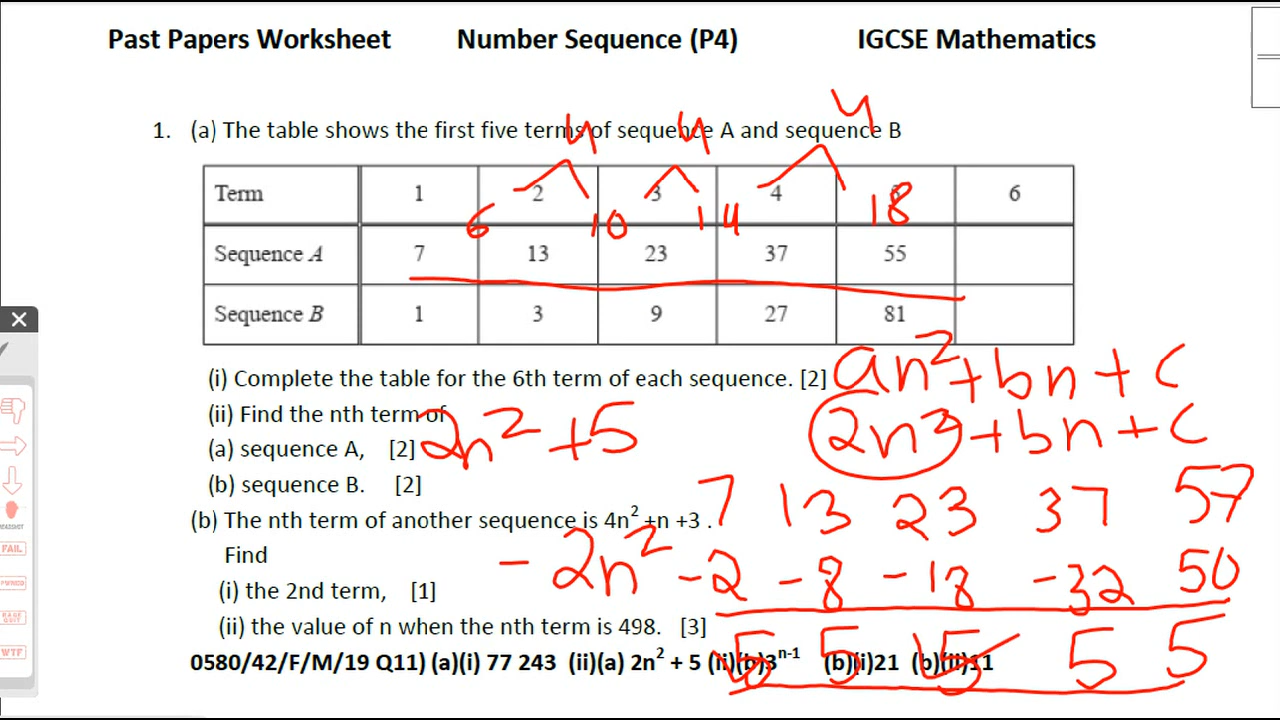 Past Papers Worksheet Number Sequence (P4) IGCSE Mathematics
1. (a) The table shows the first five terms of sequence A and sequence B
4 4 4
Term 1 2 3 4 6
6 10 14 18
Sequence A 7 13 23 37 55
Sequence B 1 3 9 27 81
(i) Complete the table for the 6th term of each sequence. [2]
an² + bn + c
(ii) Find the nth term of
(a) sequence A, [2] 2n² + 5
2n² + bn + c
(b) sequence B. [2]
7 13 23 37 57
(b) The nth term of another sequence is 4n² +n +3 .
Find
- 2n² -2 -8 -18 -32 50
(i) the 2nd term, [1]
(ii) the value of n when the nth term is 498. [3]
5 5 5 5 5
0580/42/F/M/19 Q11) (a)(i) 77 243 (ii)(a) 2n² + 5 (ii)(b)3ⁿ⁻¹ (b)(i)21 (b)(ii)11
FAIL
WTF